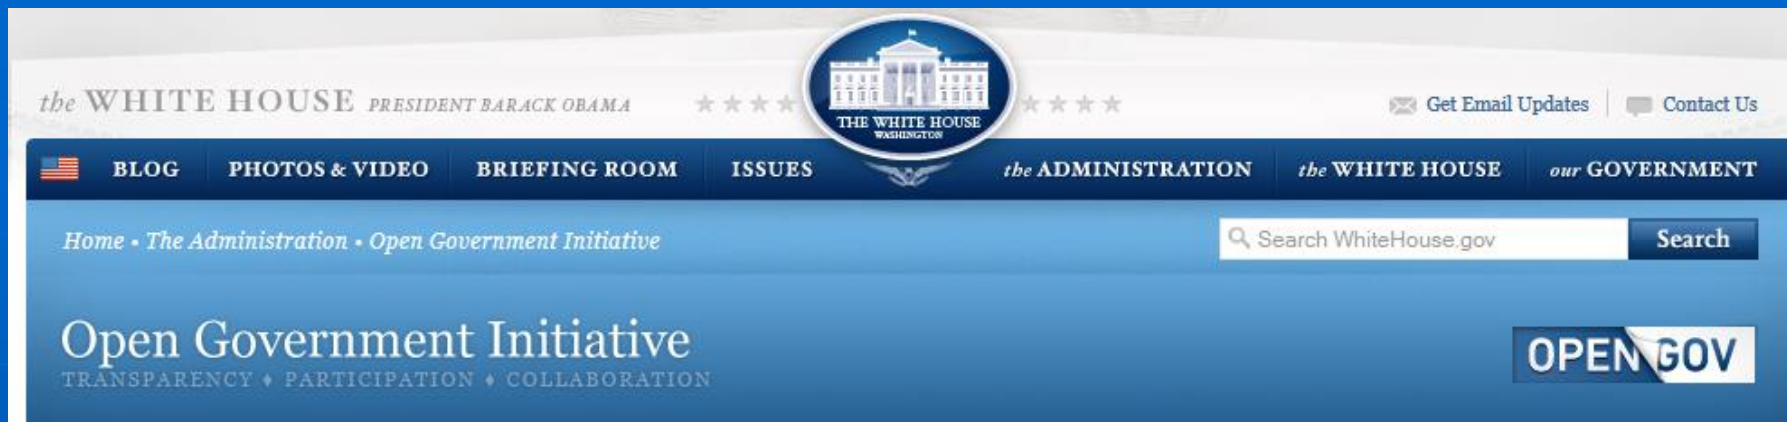 the WHITE HOUSE PRESIDENT BARACK OBAMA
THE WHITE HOUSE
WASHINGTON
Get Email Updates
Contact Us
BLOG PHOTOS & VIDEO BRIEFING ROOM ISSUES the ADMINISTRATION the WHITE HOUSE our GOVERNMENT
Home • The Administration • Open Government Initiative
Search WhiteHouse.gov
Search
Open Government Initiative
TRANSPARENCY ♦ PARTICIPATION ♦ COLLABORATION
OPEN GOV